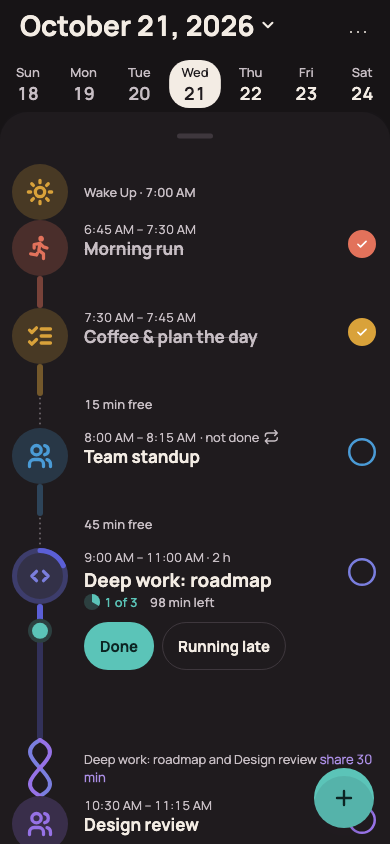 October 21, 2026
...
Sun Mon Tue Wed Thu Fri Sat
18 19 20 21 22 23 24
Wake Up · 7:00 AM
6:45 AM – 7:30 AM
Morning run
7:30 AM – 7:45 AM
Coffee & plan the day
15 min free
8:00 AM – 8:15 AM · not done
Team standup
45 min free
9:00 AM – 11:00 AM · 2 h
Deep work: roadmap
1 of 3 98 min left
Done Running late
Deep work: roadmap and Design review share 30
min
10:30 AM – 11:15 AM
Design review